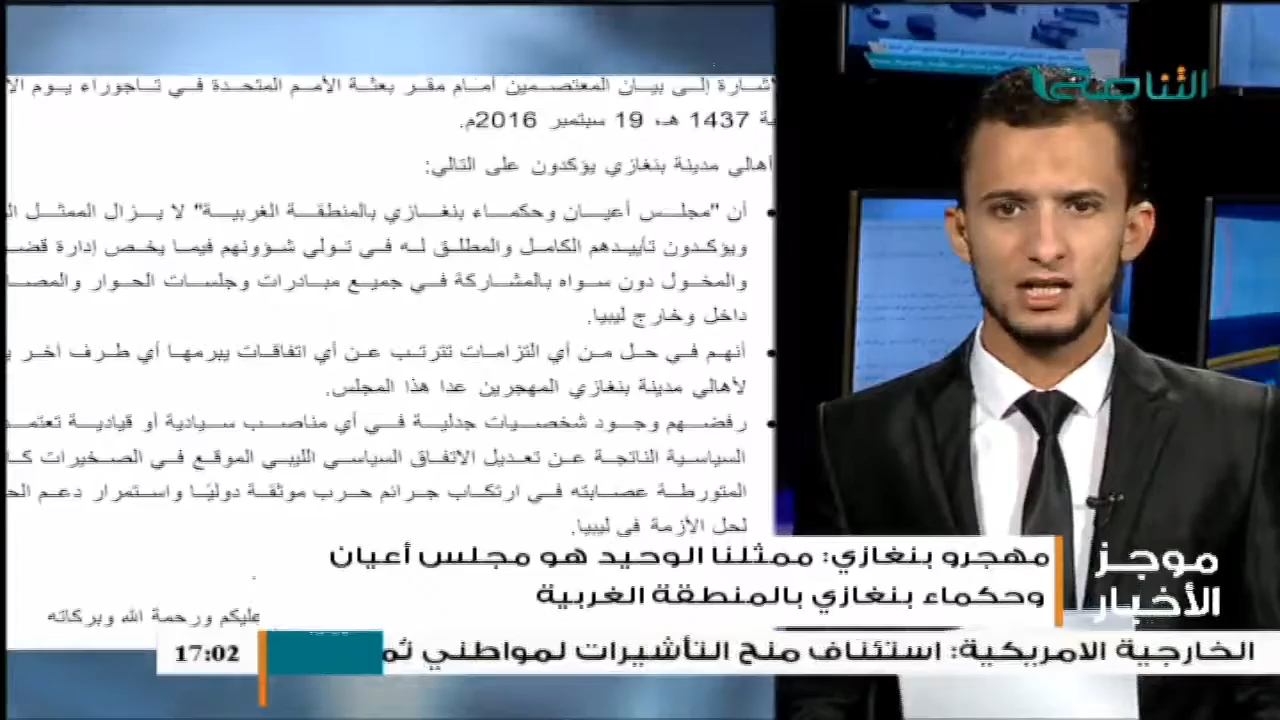 التناصح
شارة إلى بيان المعتصمين أمام مقر بعثة الأمم المتحدة في تاجوراء يوم
1437 هـ، 19 سبتمبر 2016م.
أهالي مدينة بنغازي يؤكدون على التالي:
أن "مجلس أعيان وحكماء بنغازي بالمنطقة الغربية" لا يزال الممثل
ويؤكدون تأييدهم الكامل والمطلق له في تولى شؤونهم فيما يخص إدارة
والمخول دون سواه بالمشاركة في جميع مبادرات وجلسات الحوار
داخل وخارج ليبيا.
أنهم في حل من أي التزامات تترتب عن أي اتفاقات يبرمها أي طرف آخر
لأهالي مدينة بنغازي المهجرين عدا هذا المجلس.
رفضهم وجود شخصيات جدلية في أي مناصب سيادية أو قيادية
السياسية الناتجة عن تعديل الاتفاق السياسي الليبي الموقع في الصخيرات
المتورطة عصابته في ارتكاب جرائم حرب موثقة دوليًا واستمرار دعم
لحل الأزمة في ليبيا.
عليكم ورحمة الله وبركاته
موجز الأخبار
مهجرو بنغازي: ممثلنا الوحيد هو مجلس أعيان
وحكماء بنغازي بالمنطقة الغربية
الخارجية الامريكية: استئناف منح التأشيرات لمواطني
17:02